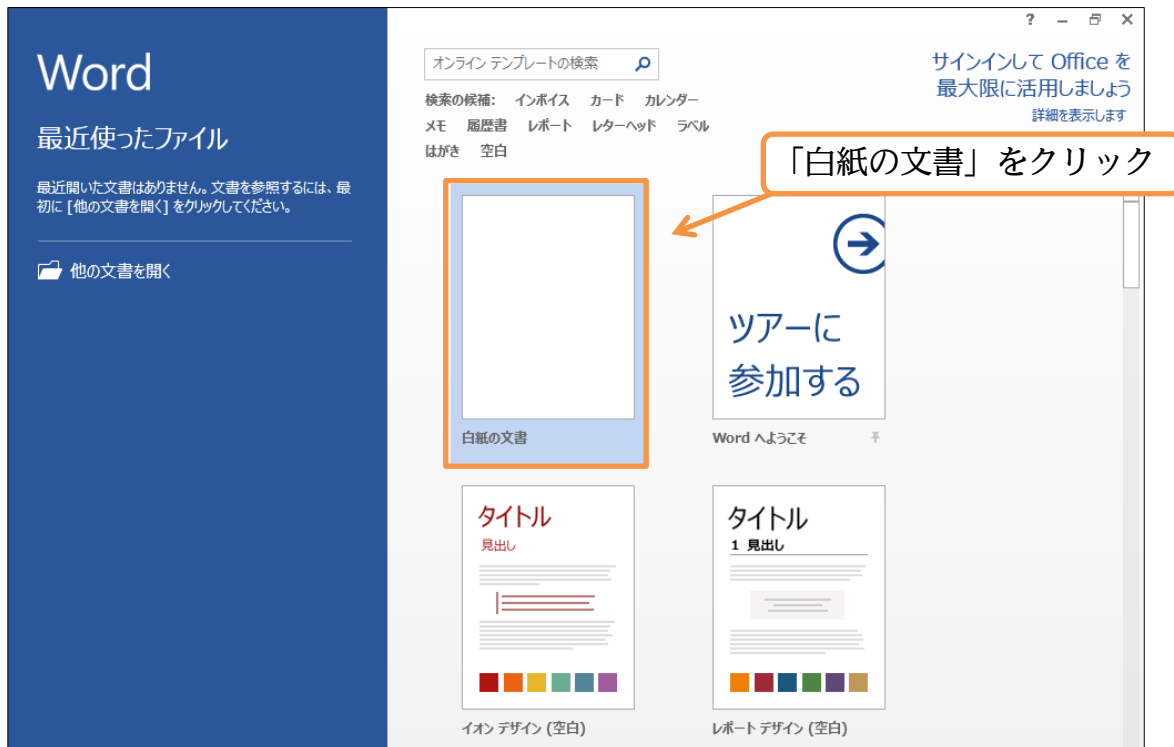 Word
最近使ったファイル
最近開いた文書はありません。文書を参照するには、最
初に [他の文書を開く] をクリックしてください。
他の文書を開く
?
オンライン テンプレートの検索
検索の候補: インボイス カード カレンダー
メモ 履歴書 レポート レターヘッド ラベル
はがき 空白
サインインして Office を
最大限に活用しましょう
詳細を表示します
「白紙の文書」をクリック
白紙の文書
ツアーに
参加する
Word へようこそ
タイトル
見出し
イオン デザイン (空白)
タイトル
1 見出し
レポート デザイン (空白)